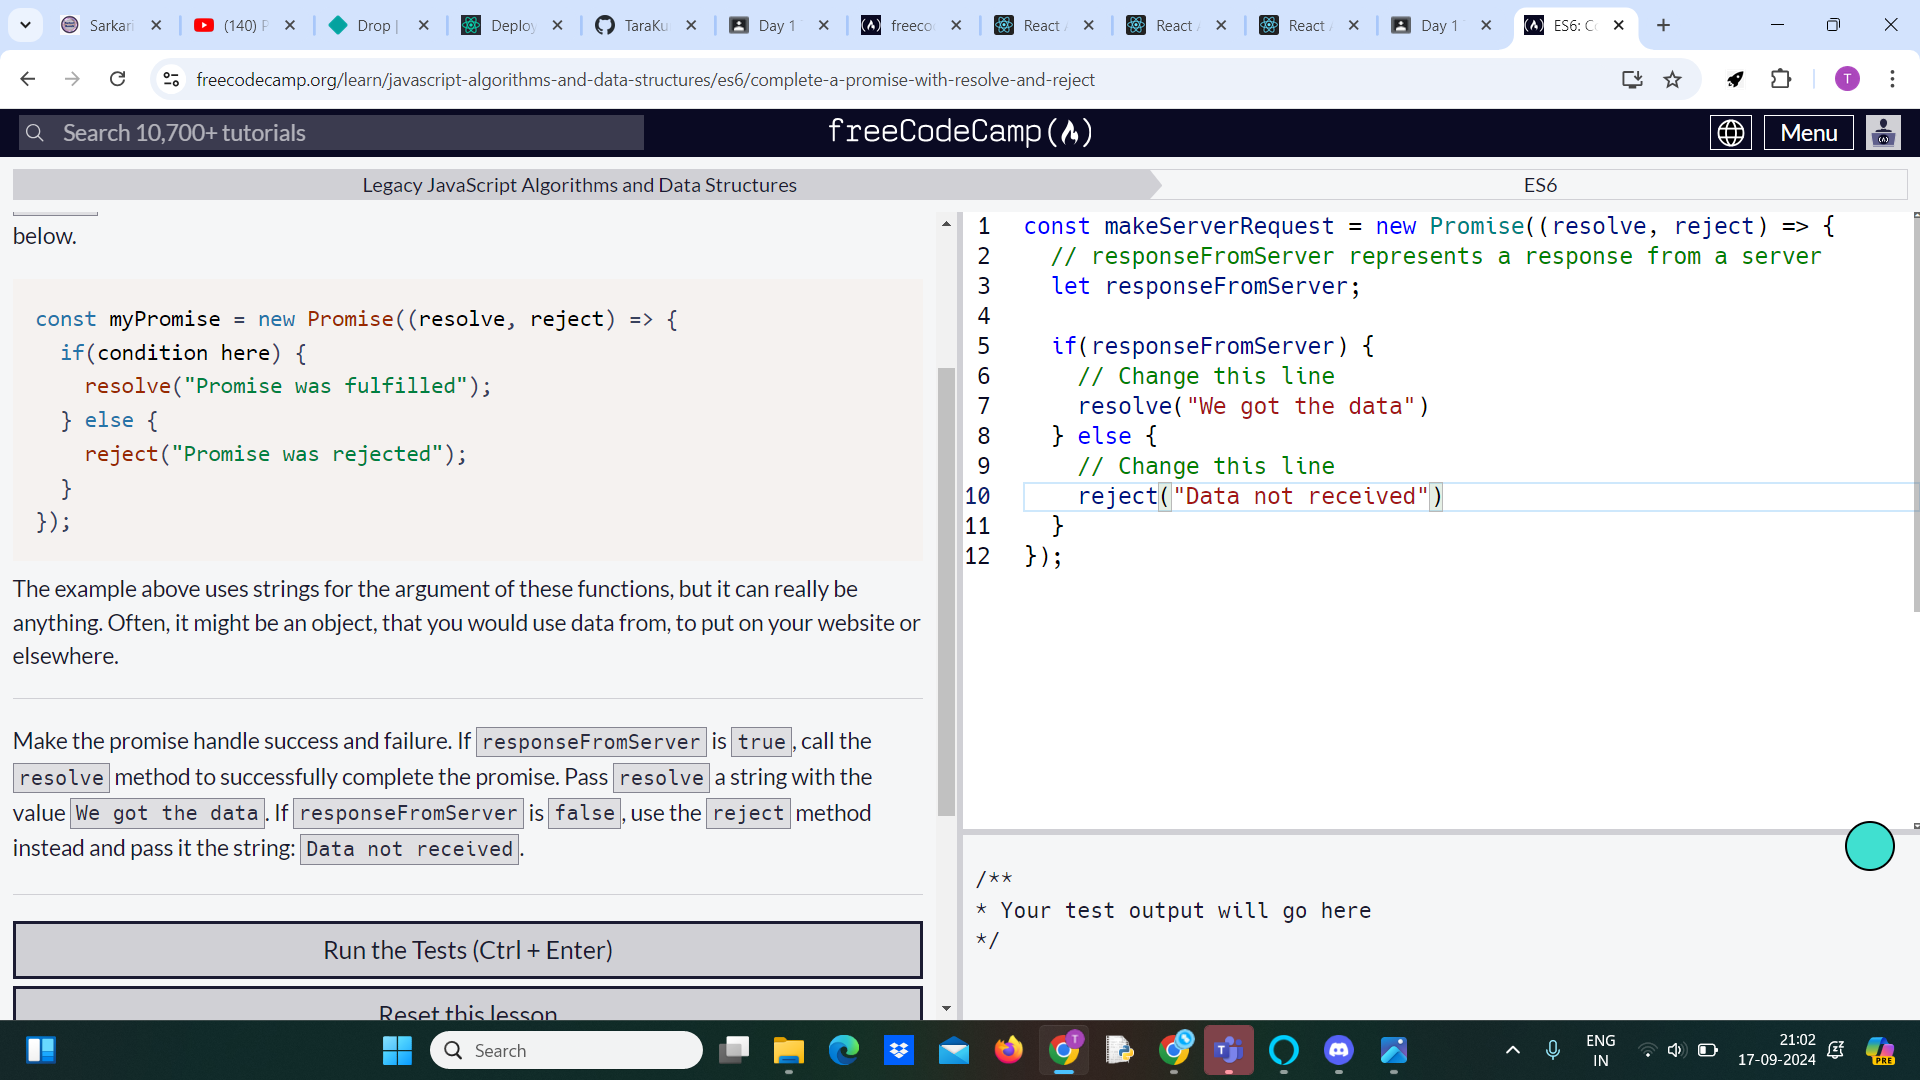 Sarkari
(140) P
Drop |
Deploy
TaraKu
Day 1
freeco
React
React
React
Day 1
ES6: C
freecodecamp.org/learn/javascript-algorithms-and-data-structures/es6/complete-a-promise-with-resolve-and-reject
T
Search 10,700+ tutorials
freeCodeCamp
Menu
Legacy JavaScript Algorithms and Data Structures
ES6
below.
const myPromise = new Promise((resolve, reject) => {
if(condition here) {
resolve("Promise was fulfilled");
} else {
reject("Promise was rejected");
}
});
The example above uses strings for the argument of these functions, but it can really be
anything. Often, it might be an object, that you would use data from, to put on your website or
elsewhere.
Make the promise handle success and failure. If responseFromServer is true, call the
resolve method to successfully complete the promise. Pass resolve a string with the
value We got the data. If responseFromServer is false, use the reject method
instead and pass it the string: Data not received.
Run the Tests (Ctrl + Enter)
Reset this lesson
1 const makeServerRequest = new Promise((resolve, reject) => {
2 // responseFromServer represents a response from a server
3 let responseFromServer;
4
5 if(responseFromServer) {
6 // Change this line
7 resolve("We got the data")
8 } else {
9 // Change this line
10 reject("Data not received")
11 }
12 });
/**
* Your test output will go here
*/
Search
ENG
IN
21:02
17-09-2024
PRE